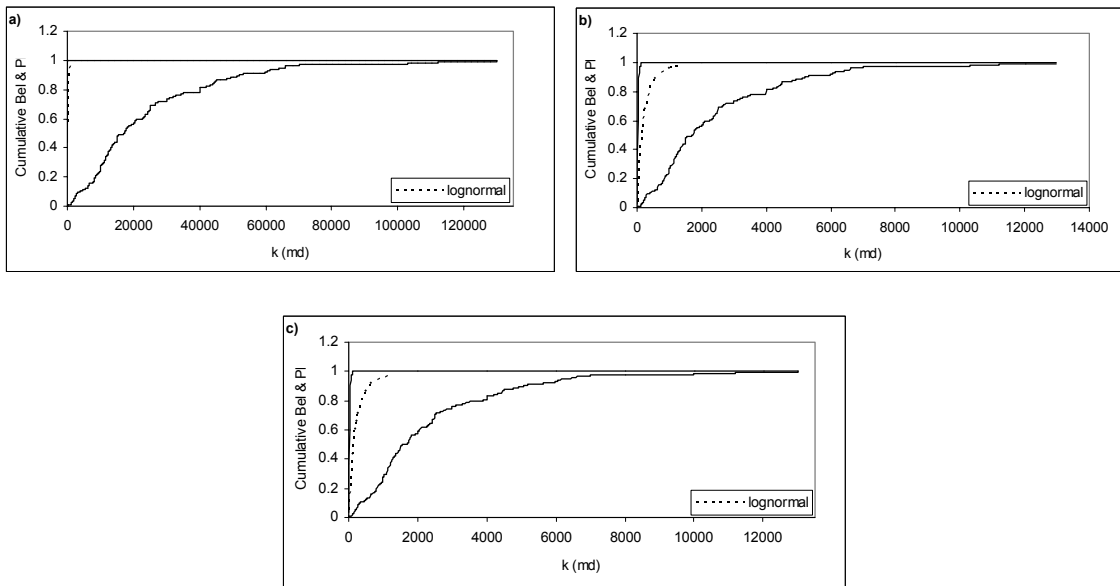 a)
Cumulative Bel & P
1.2
1
0.8
0.6
0.4
0.2
0
0 20000 40000 60000 80000 100000 120000
k (md)
lognormal
b)
Cumulative Bel & Pl
1.2
1
0.8
0.6
0.4
0.2
0
0 2000 4000 6000 8000 10000 12000 14000
k (md)
lognormal
c)
Cumulative Bel & Pl
1.2
1
0.8
0.6
0.4
0.2
0
0 2000 4000 6000 8000 10000 12000
k (md)
lognormal